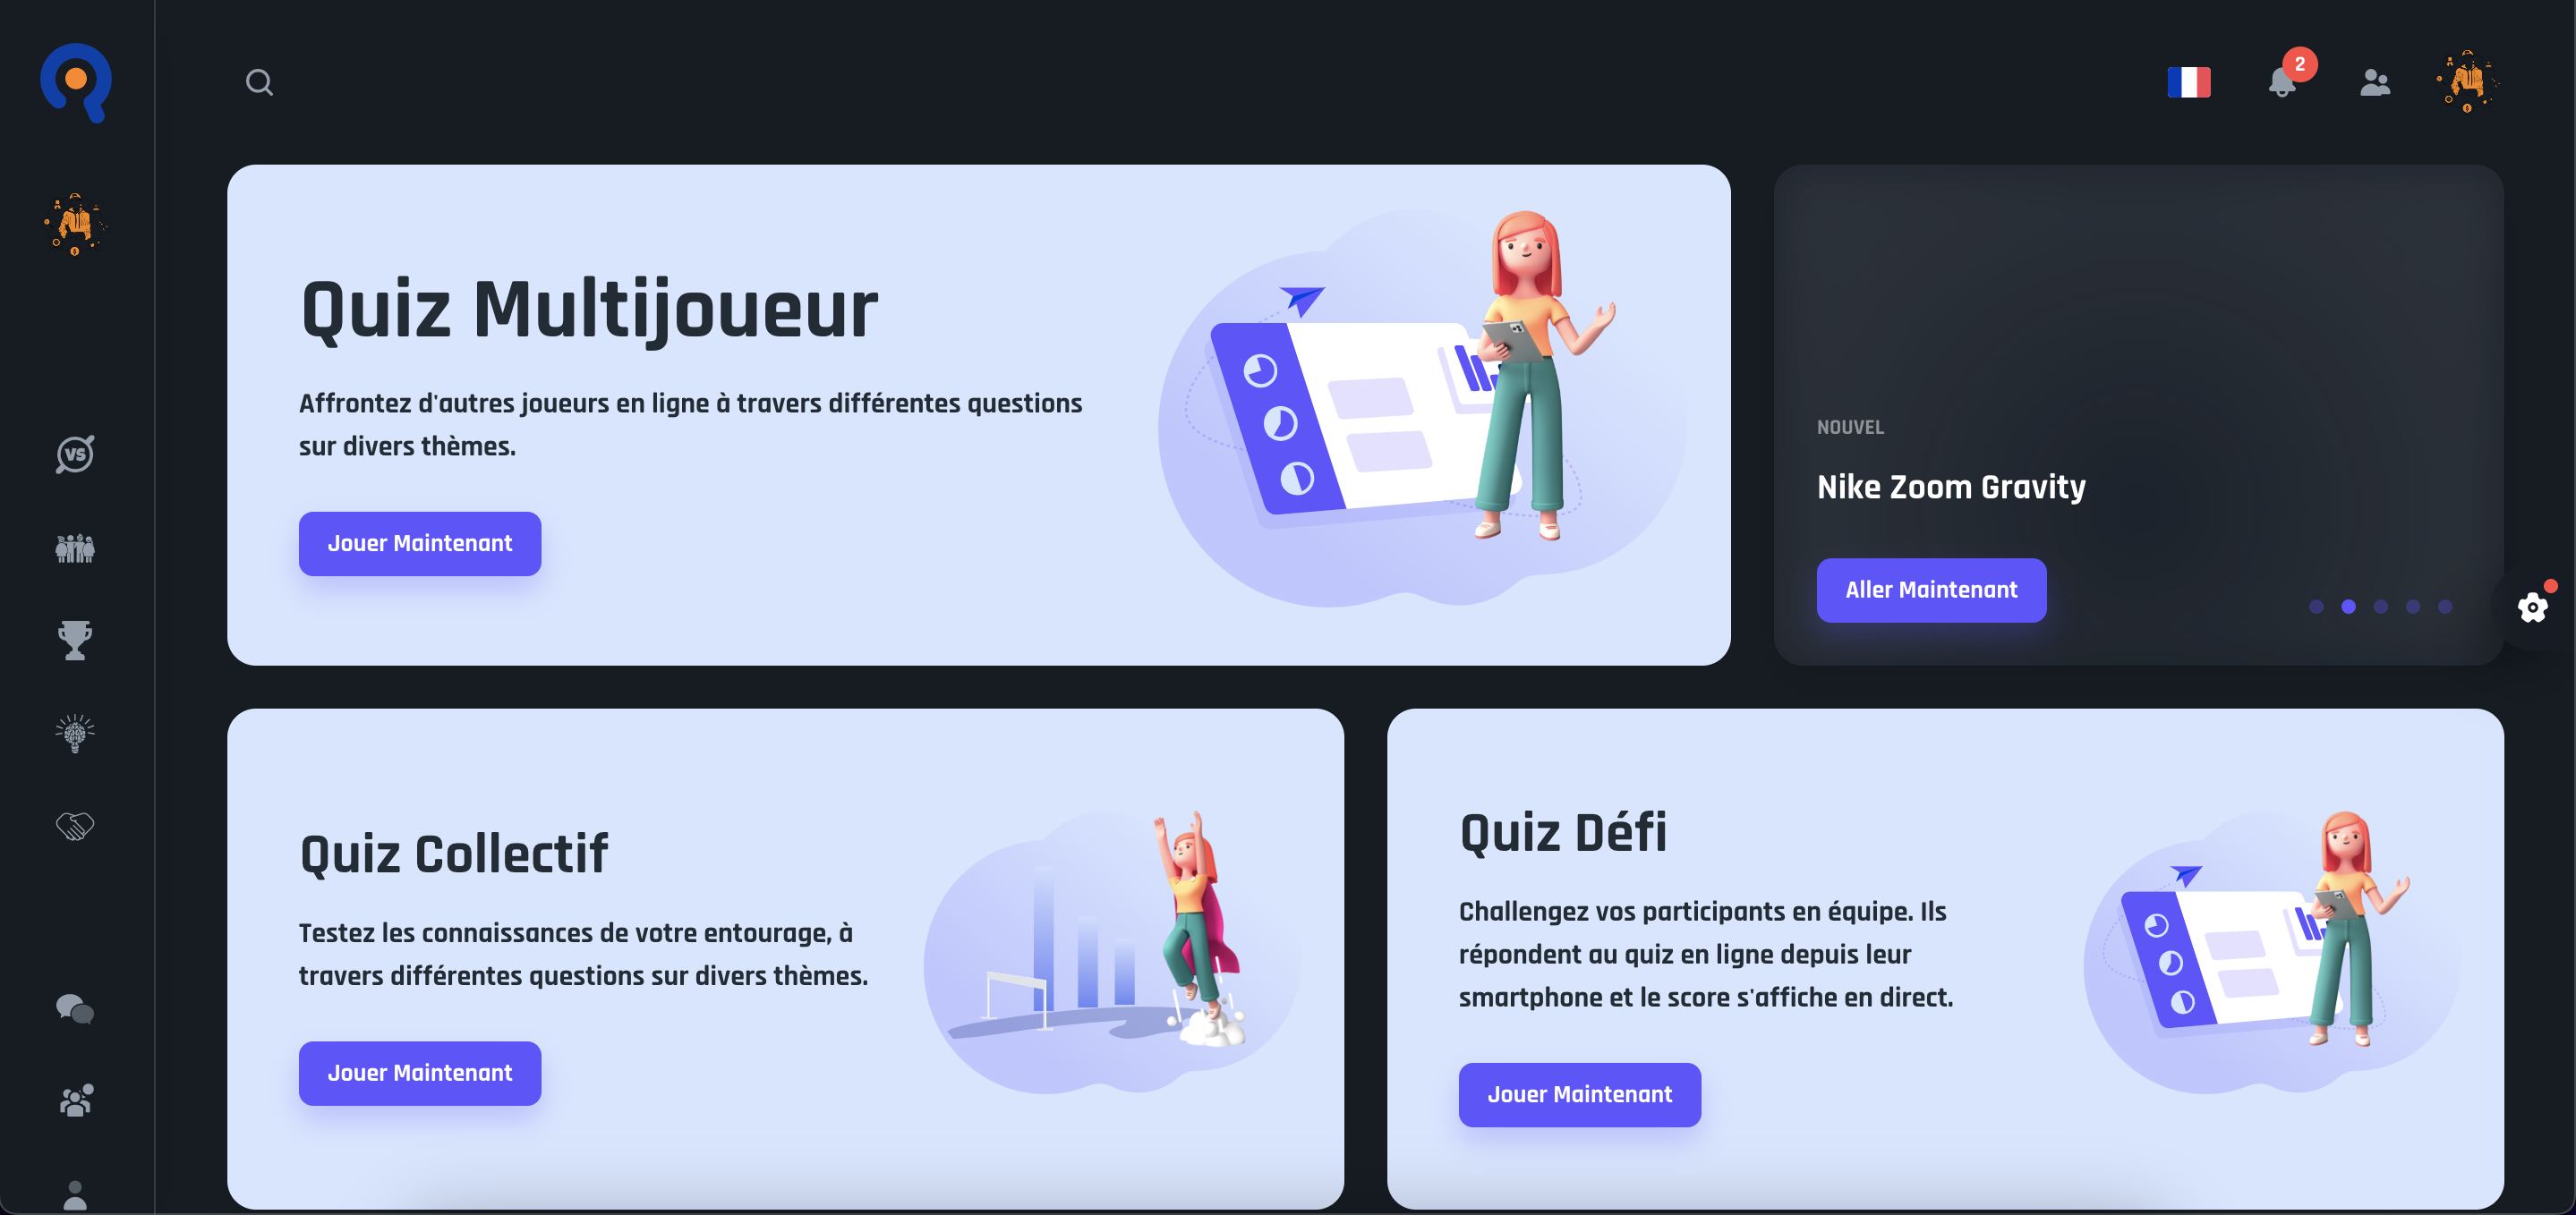 2
VS
Quiz Multijoueur
Affrontez d'autres joueurs en ligne à travers différentes questions
sur divers thèmes.
Jouer Maintenant
NOUVEL
Nike Zoom Gravity
Aller Maintenant
Quiz Collectif
Testez les connaissances de votre entourage, à
travers différentes questions sur divers thèmes.
Jouer Maintenant
Quiz Défi
Challengez vos participants en équipe. Ils
répondent au quiz en ligne depuis leur
smartphone et le score s'affiche en direct.
Jouer Maintenant